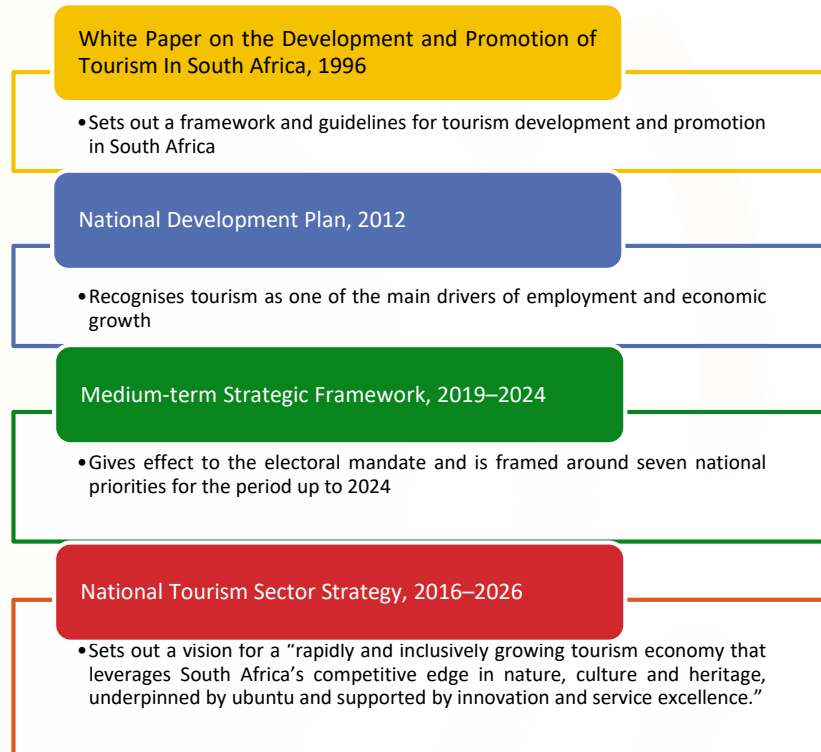 White Paper on the Development and Promotion of
Tourism In South Africa, 1996
•Sets out a framework and guidelines for tourism development and promotion
in South Africa
National Development Plan, 2012
•Recognises tourism as one of the main drivers of employment and economic
growth
Medium-term Strategic Framework, 2019–2024
•Gives effect to the electoral mandate and is framed around seven national
priorities for the period up to 2024
National Tourism Sector Strategy, 2016–2026
•Sets out a vision for a “rapidly and inclusively growing tourism economy that
leverages South Africa’s competitive edge in nature, culture and heritage,
underpinned by ubuntu and supported by innovation and service excellence.”